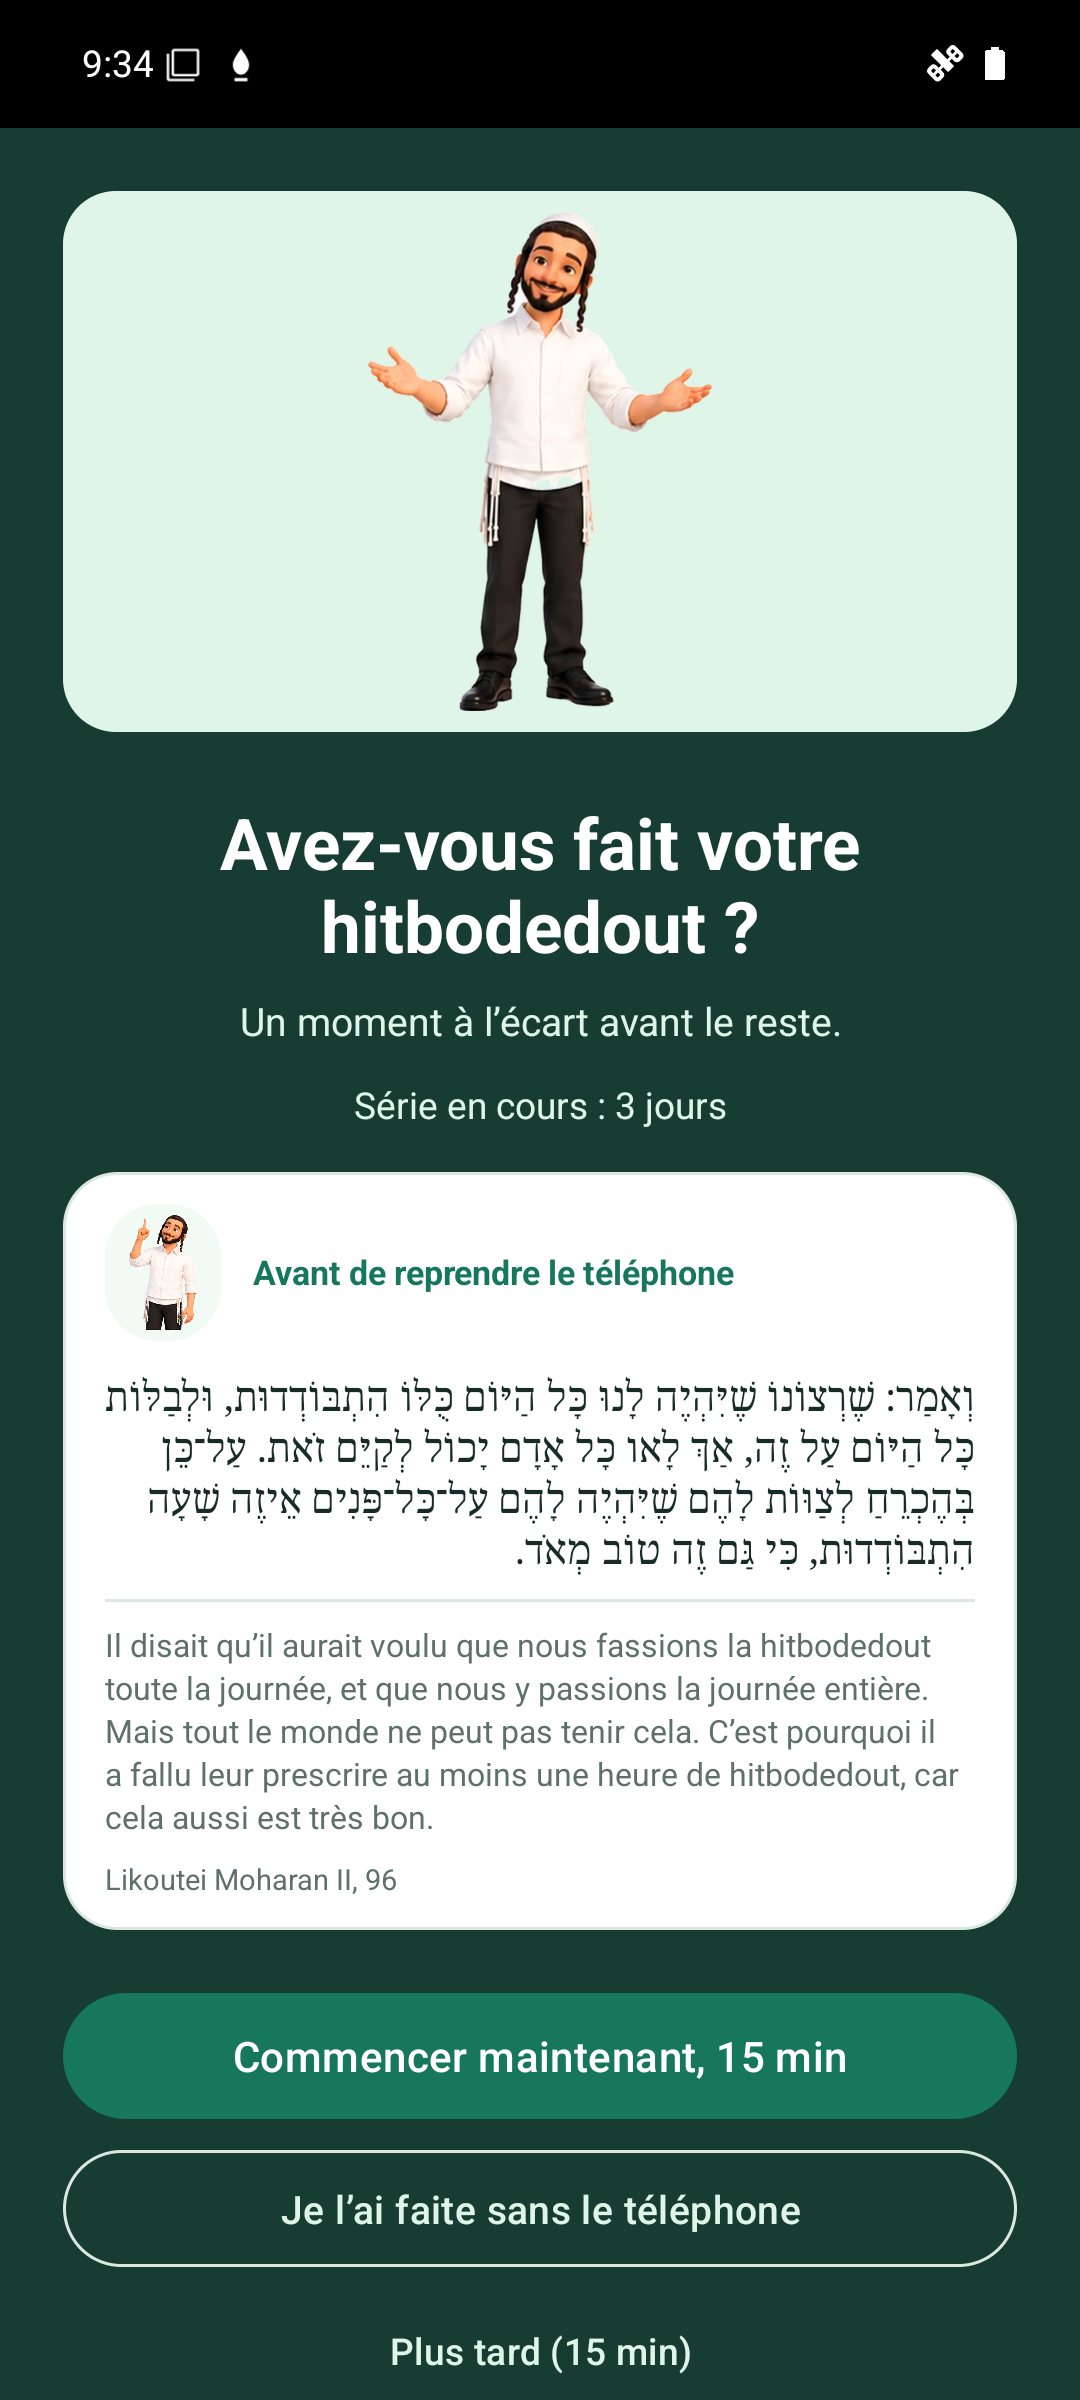 9:34
Avez-vous fait votre
hitbodedout ?
Un moment à l’écart avant le reste.
Série en cours : 3 jours
Avant de reprendre le téléphone
וְאָמַר: שֶׁרְצוֹנוֹ שֶׁיִּהְיֶה לָנוּ כָּל הַיּוֹם כֻּלּוֹ הִתְבּוֹדְדוּת, וּלְבַלּוֹת
כָּל הַיּוֹם עַל זֶה, אַךְ לָאו כָּל אָדָם יָכוֹל לְקַיֵּם זֹאת. עַל־כֵּן
בְּהֶכְרֵחַ לְצַוּוֹת לָהֶם שֶׁיִּהְיֶה לָהֶם עַל־כָּל־פָּנִים אֵיזֶה שָׁעָה
הִתְבּוֹדְדוּת, כִּי גַּם זֶה טוֹב מְאֹד.
Il disait qu’il aurait voulu que nous fassions la hitbodedout
toute la journée, et que nous y passions la journée entière.
Mais tout le monde ne peut pas tenir cela. C’est pourquoi il
a fallu leur prescrire au moins une heure de hitbodedout, car
cela aussi est très bon.
Likoutei Moharan II, 96
Commencer maintenant, 15 min
Je l’ai faite sans le téléphone
Plus tard (15 min)